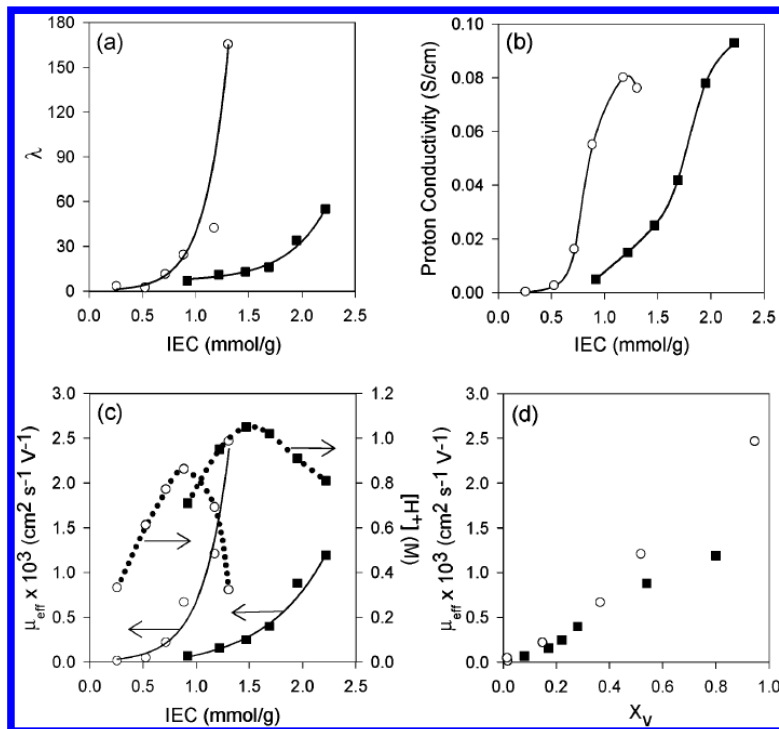 (a)
180
150
120
90
60
30
0
λ
0.0 0.5 1.0 1.5 2.0 2.5
IEC (mmol/g)
(b)
0.10
0.08
0.06
0.04
0.02
0.00
Proton Conductivity (S/cm)
0.0 0.5 1.0 1.5 2.0 2.5
IEC (mmol/g)
(c)
3.0
2.5
2.0
1.5
1.0
0.5
0.0
μeff x 10³ (cm2 s-1 V-1)
1.2
1.0
0.8
0.6
0.4
0.2
0.0
[H+] (M)
0.0 0.5 1.0 1.5 2.0 2.5
IEC (mmol/g)
(d)
3.0
2.5
2.0
1.5
1.0
0.5
0.0
μeff x 10³ (cm2 s-1 V-1)
0.0 0.2 0.4 0.6 0.8 1.0
Xv